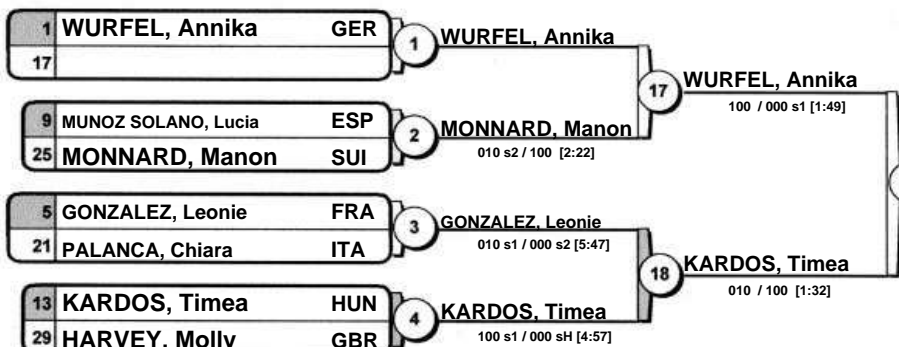 1 WURFEL, Annika GER
17
1
WURFEL, Annika
9 MUNOZ SOLANO, Lucia ESP
25 MONNARD, Manon SUI
2
MONNARD, Manon
010 s2 / 100 [2:22]
17
WURFEL, Annika
100 / 000 s1 [1:49]
5 GONZALEZ, Leonie FRA
21 PALANCA, Chiara ITA
3
GONZALEZ, Leonie
010 s1 / 000 s2 [5:47]
13 KARDOS, Timea HUN
29 HARVEY, Molly GBR
4
KARDOS, Timea
100 s1 / 000 sH [4:57]
18
KARDOS, Timea
010 / 100 [1:32]